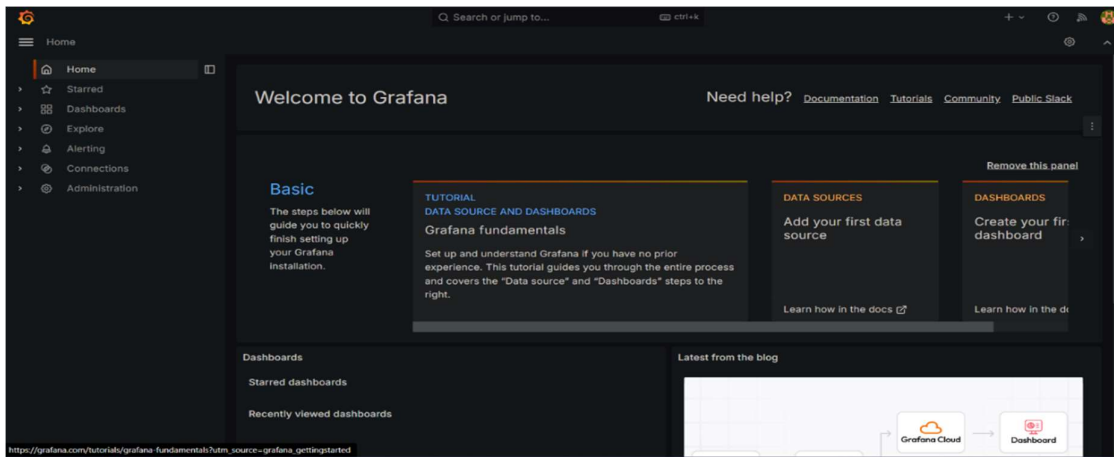 Search or jump to...
ctrl+k
Home
Home
Starred
Dashboards
Explore
Alerting
Connections
Administration
Welcome to Grafana
Need help?
Documentation
Tutorials
Community
Public Slack
Remove this panel
Basic
The steps below will
guide you to quickly
finish setting up
your Grafana
installation.
TUTORIAL
DATA SOURCE AND DASHBOARDS
Grafana fundamentals
Set up and understand Grafana if you have no prior
experience. This tutorial guides you through the entire process
and covers the "Data source" and "Dashboards" steps to the
right.
DATA SOURCES
Add your first data
source
Learn how in the docs
DASHBOARDS
Create your fir
dashboard
Learn how in the do
Dashboards
Starred dashboards
Recently viewed dashboards
Latest from the blog
Grafana Cloud
Dashboard
https://grafana.com/tutorials/grafana-fundamentals?utm_source=grafana_gettingstarted